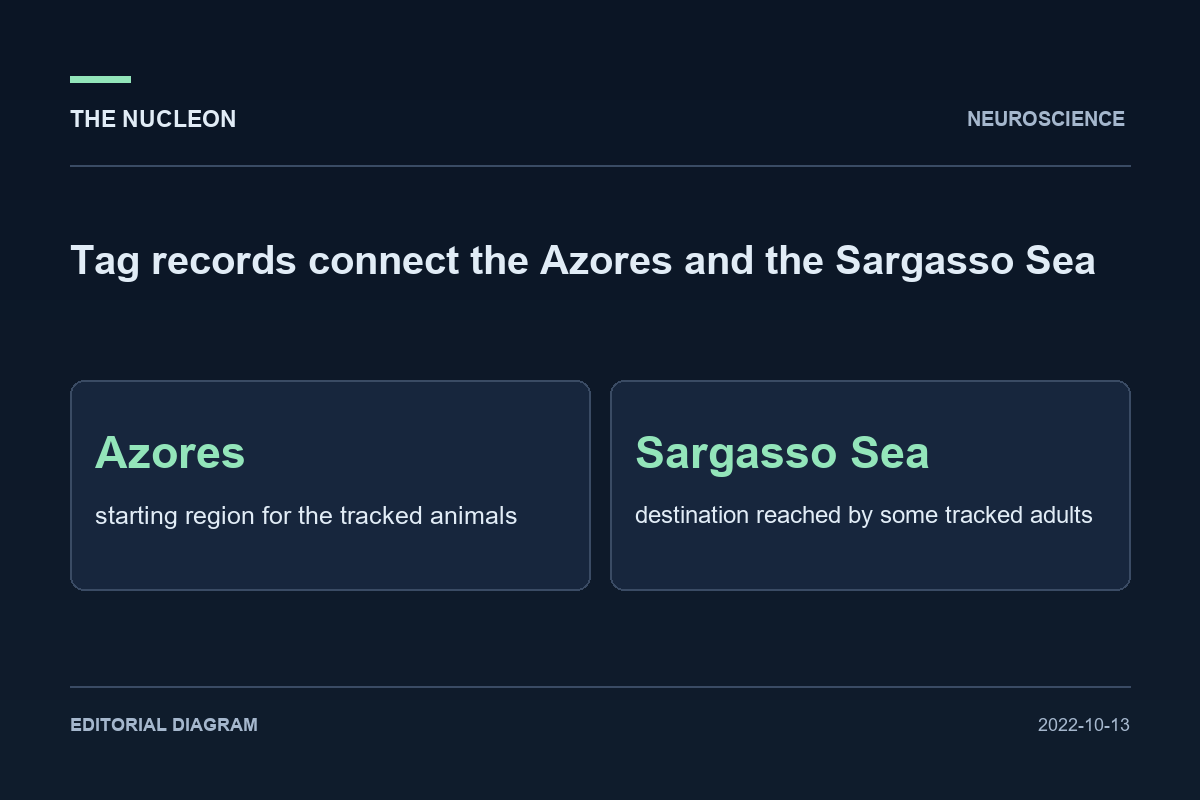 THE NUCLEON
NEUROSCIENCE
Tag records connect the Azores and the Sargasso Sea
Azores
starting region for the tracked animals
Sargasso Sea
destination reached by some tracked adults
EDITORIAL DIAGRAM
2022-10-13